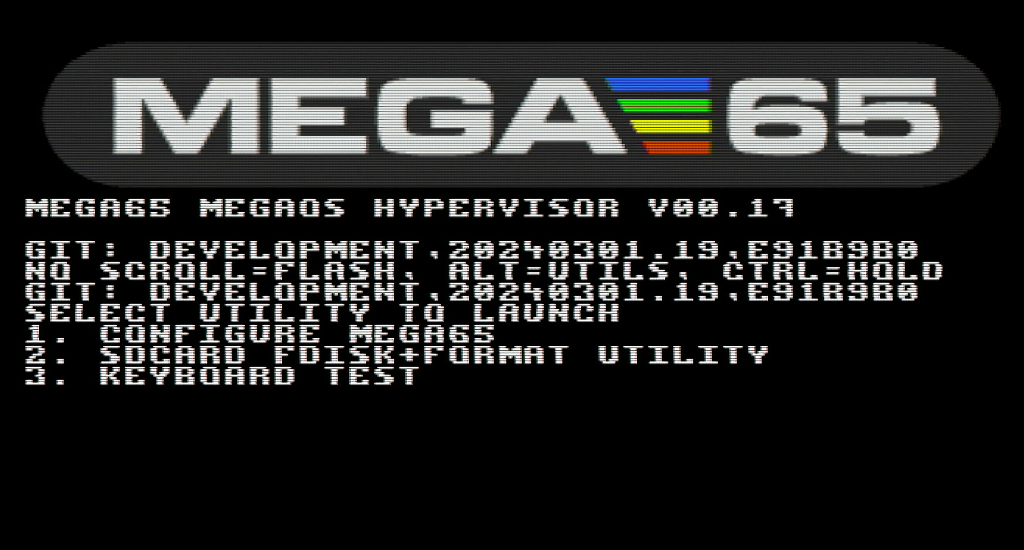 MEGA65
MEGA65 MEGAOS HYPERVISOR V00.17
GIT: DEVELOPMENT,20240301.19,E91B9B0
NO SCROLL=FLASH, ALT=UTILS, CTRL=HOLD
GIT: DEVELOPMENT,20240301.19,E91B9B0
SELECT UTILITY TO LAUNCH
1. CONFIGURE MEGA65
2. SDCARD FDISK+FORMAT UTILITY
3. KEYBOARD TEST